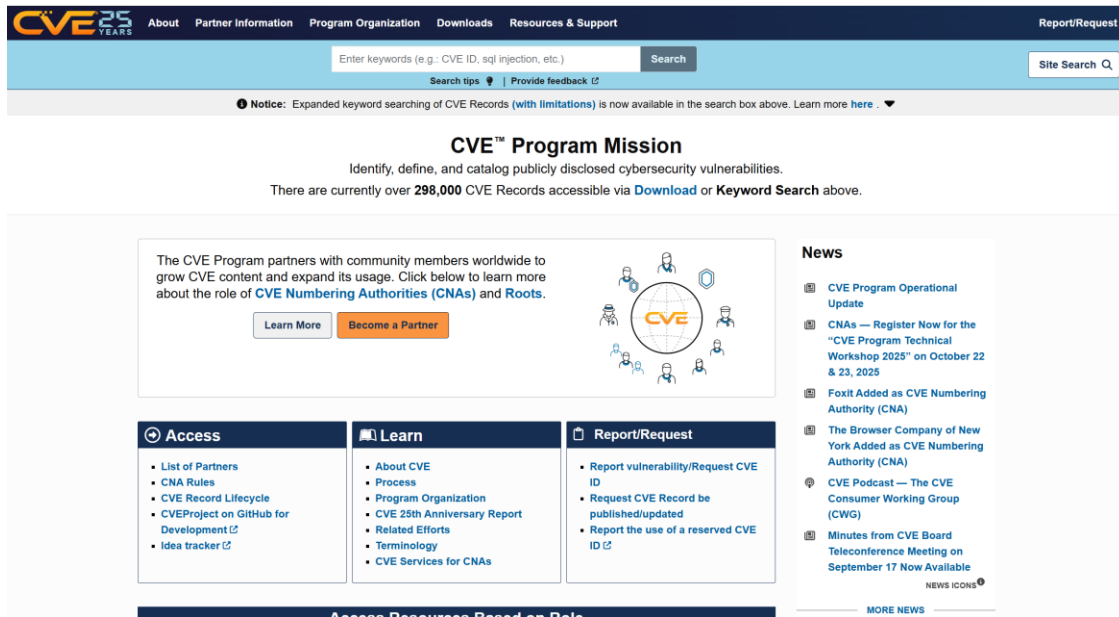 CVE 25 YEARS
About Partner Information Program Organization Downloads Resources & Support Report/Request
Enter keywords (e.g.: CVE ID, sql injection, etc.) Search
Site Search
Search tips | Provide feedback
Notice: Expanded keyword searching of CVE Records (with limitations) is now available in the search box above. Learn more here .
CVE™ Program Mission
Identify, define, and catalog publicly disclosed cybersecurity vulnerabilities.
There are currently over 298,000 CVE Records accessible via Download or Keyword Search above.
The CVE Program partners with community members worldwide to
grow CVE content and expand its usage. Click below to learn more
about the role of CVE Numbering Authorities (CNAs) and Roots.
Learn More Become a Partner
CVE
Access
List of Partners
CNA Rules
CVE Record Lifecycle
CVEProject on GitHub for
Development
Idea tracker
Learn
About CVE
Process
Program Organization
CVE 25th Anniversary Report
Related Efforts
Terminology
CVE Services for CNAs
Report/Request
Report vulnerability/Request CVE
ID
Request CVE Record be
published/updated
Report the use of a reserved CVE
ID
News
CVE Program Operational
Update
CNAs — Register Now for the
“CVE Program Technical
Workshop 2025” on October 22
& 23, 2025
Foxit Added as CVE Numbering
Authority (CNA)
The Browser Company of New
York Added as CVE Numbering
Authority (CNA)
CVE Podcast — The CVE
Consumer Working Group
(CWG)
Minutes from CVE Board
Teleconference Meeting on
September 17 Now Available
NEWS ICONS
MORE NEWS
Access Resources Based on Role